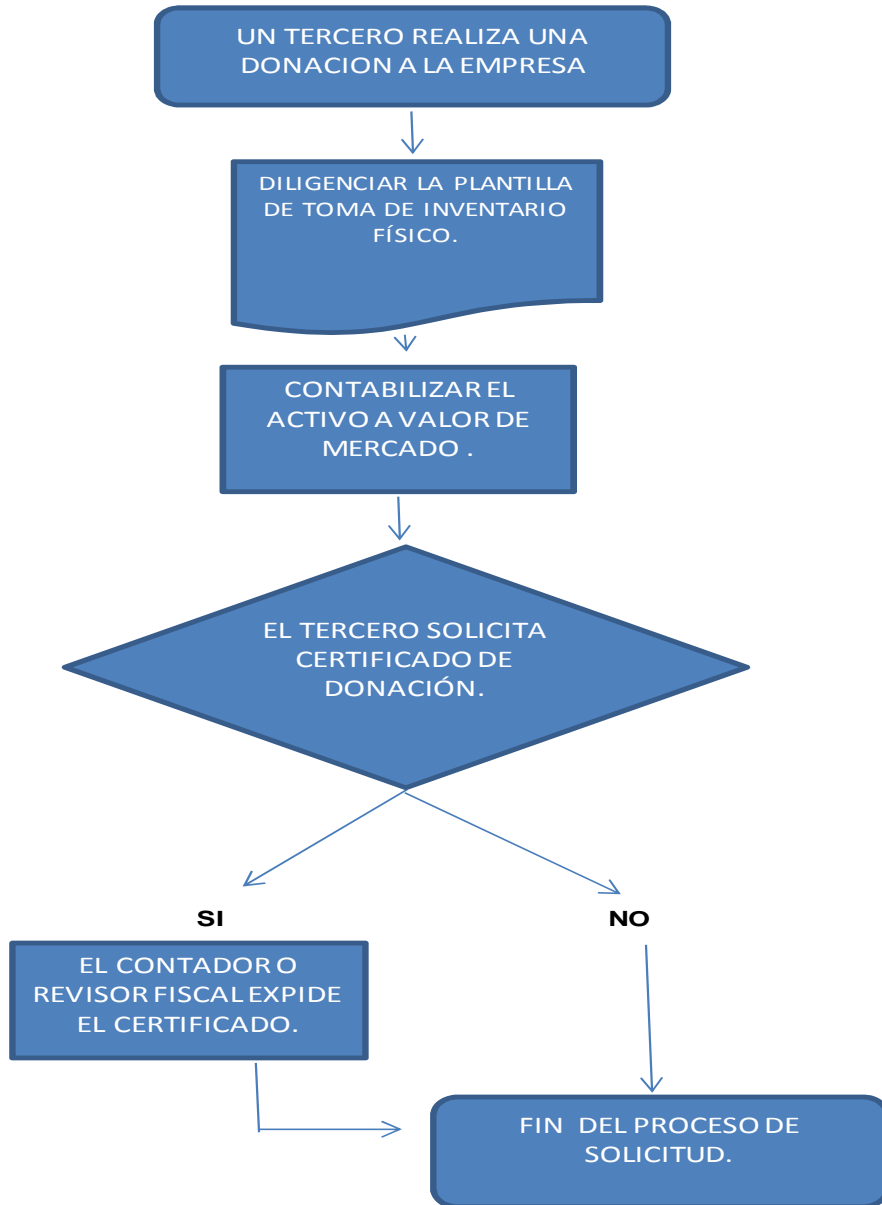 UN TERCERO REALIZA UNA
DONACION A LA EMPRESA
DILIGENCIAR LA PLANTILLA
DE TOMA DE INVENTARIO
FÍSICO.
CONTABILIZAR EL
ACTIVO A VALOR DE
MERCADO .
EL TERCERO SOLICITA
CERTIFICADO DE
DONACIÓN.
SI
NO
EL CONTADOR O
REVISOR FISCAL EXPIDE
EL CERTIFICADO.
FIN DEL PROCESO DE
SOLICITUD.